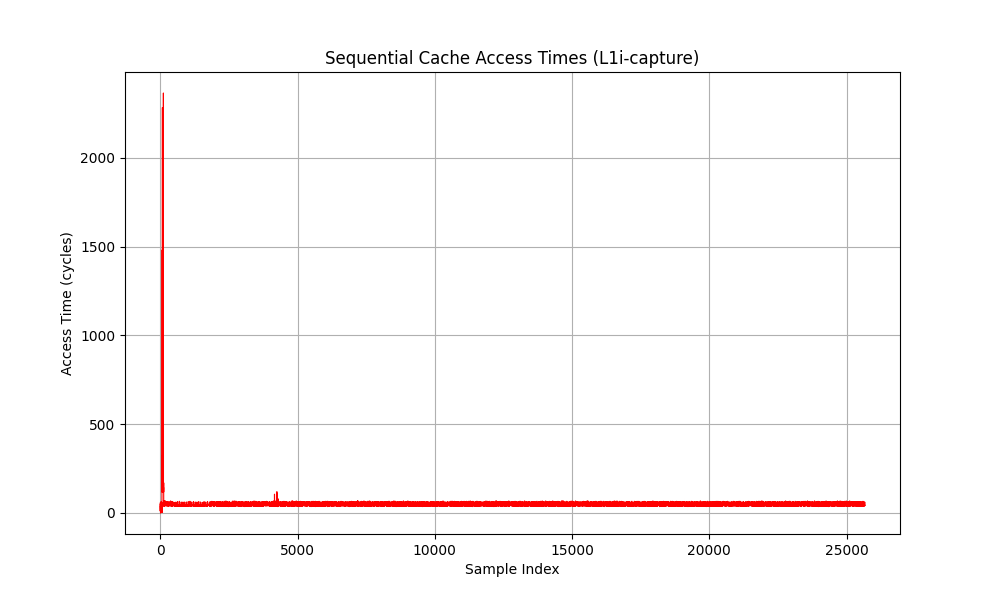 Sequential Cache Access Times (L1i-capture)
2000
1500
1000
500
0
Access Time (cycles)
0 5000 10000 15000 20000 25000
Sample Index